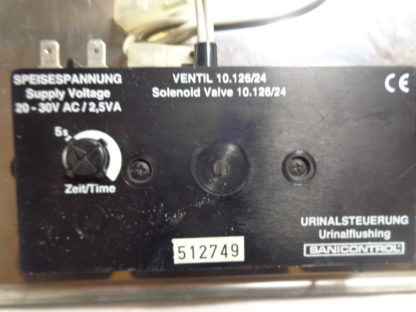 SPEISESPANNUNG
Supply Voltage
20 - 30V AC / 2,5VA
VENTIL 10.126/24
Solenoid Valve 10.126/24
CE
5s
Zeit/Time
URINALSTEUERUNG
Urinalflushing
SANICONTROL
512749